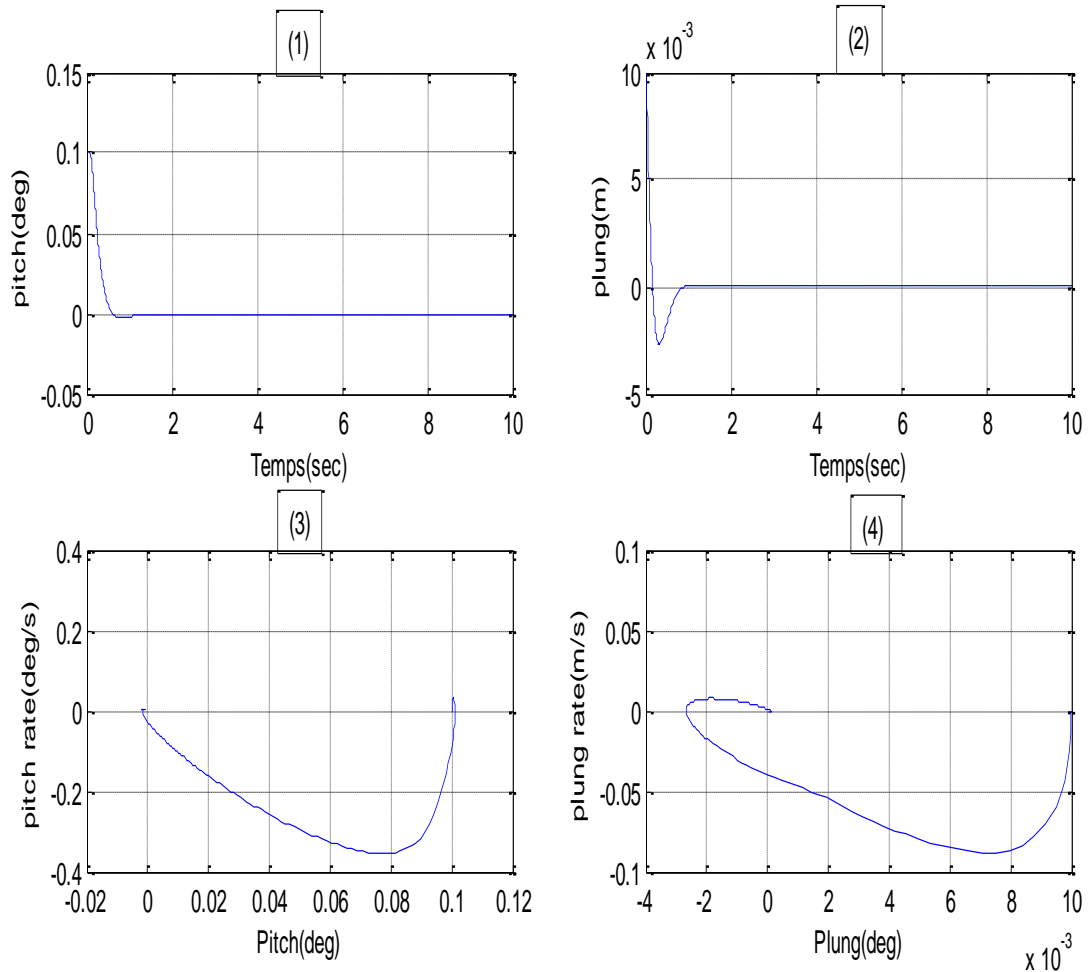 (1)
0.15
0.1
0.05
0
-0.05
pitch(deg)
0 2 4 6 8 10
Temps(sec)
(2)
x 10^-3
10
5
0
-5
plung(m)
0 2 4 6 8 10
Temps(sec)
(3)
0.4
0.2
0
-0.2
-0.4
pitch rate(deg/s)
-0.02 0 0.02 0.04 0.06 0.08 0.1 0.12
Pitch(deg)
(4)
0.1
0.05
0
-0.05
-0.1
plung rate(m/s)
-4 -2 0 2 4 6 8 10
Plung(deg)
x 10^-3